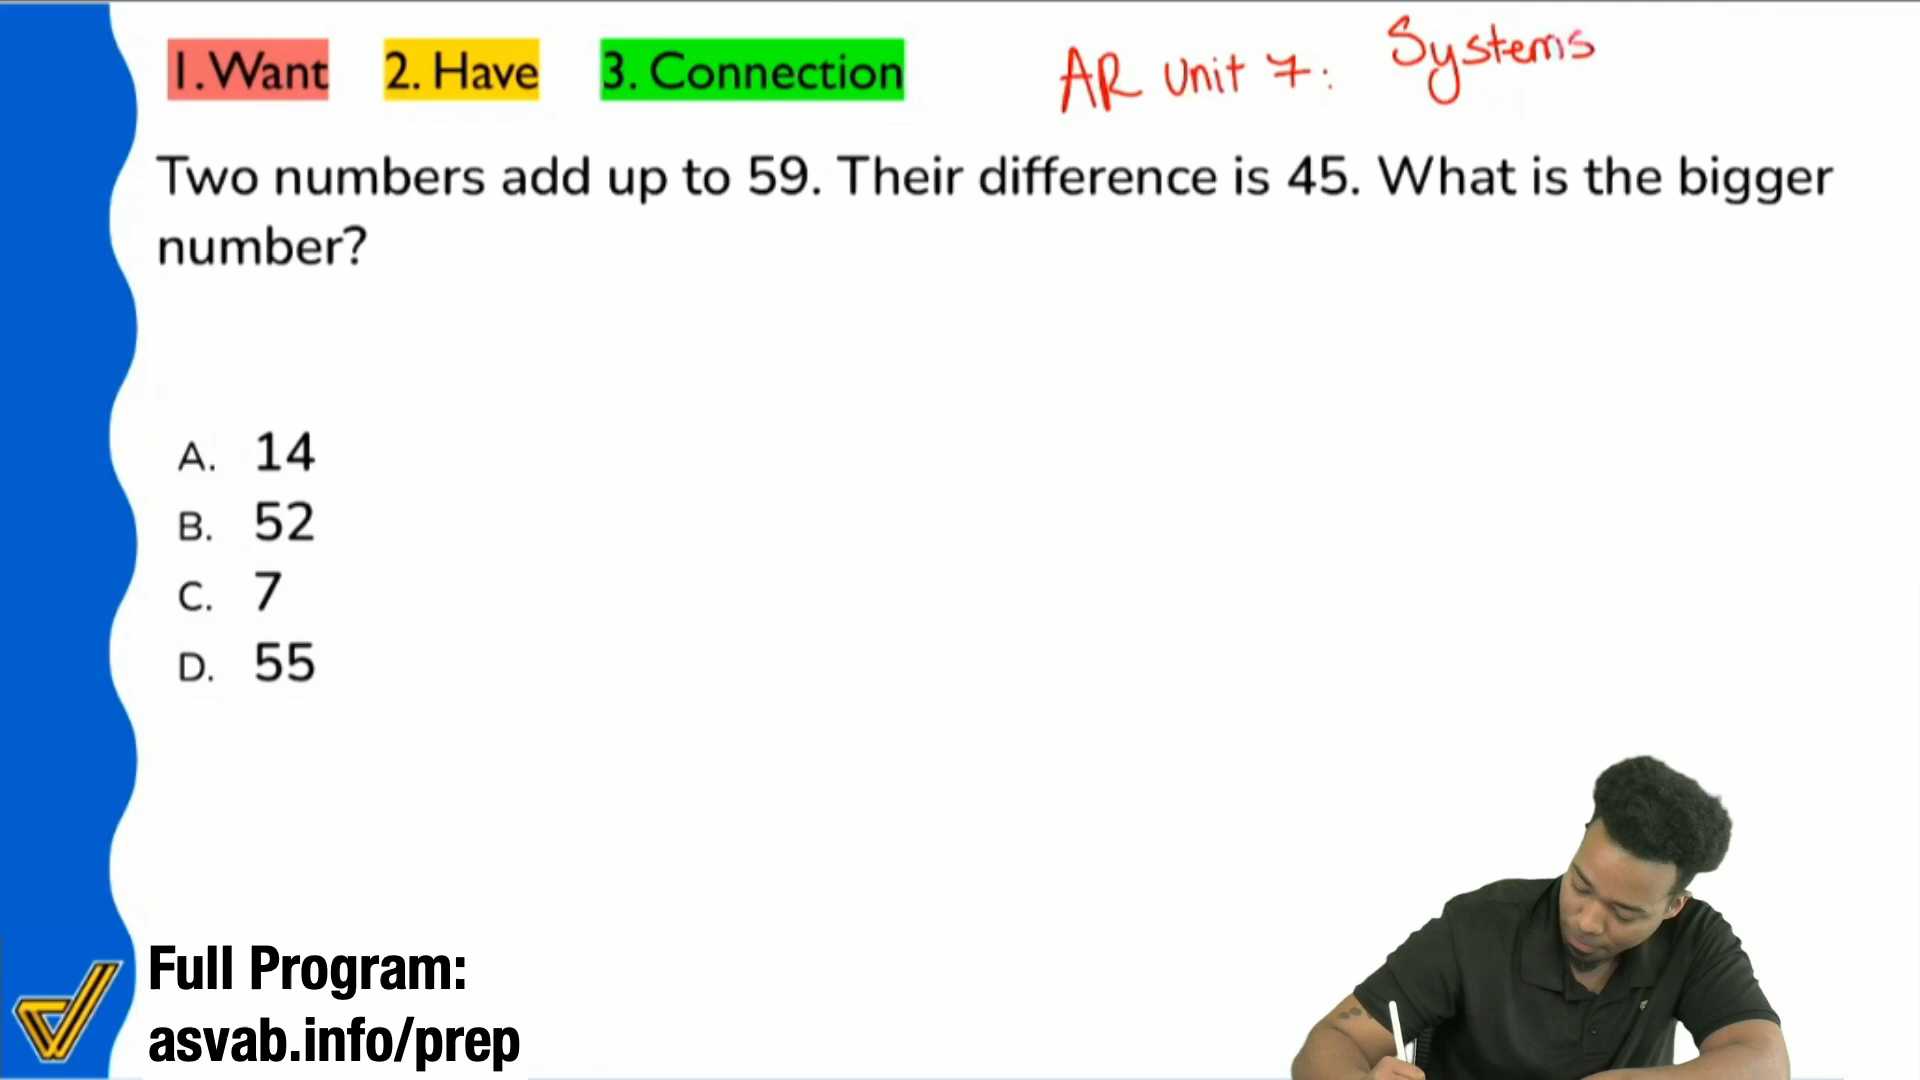 1. Want 2. Have 3. Connection AR Unit 7: Systems
Two numbers add up to 59. Their difference is 45. What is the bigger
number?
A. 14
B. 52
C. 7
D. 55
Full Program:
asvab.info/prep